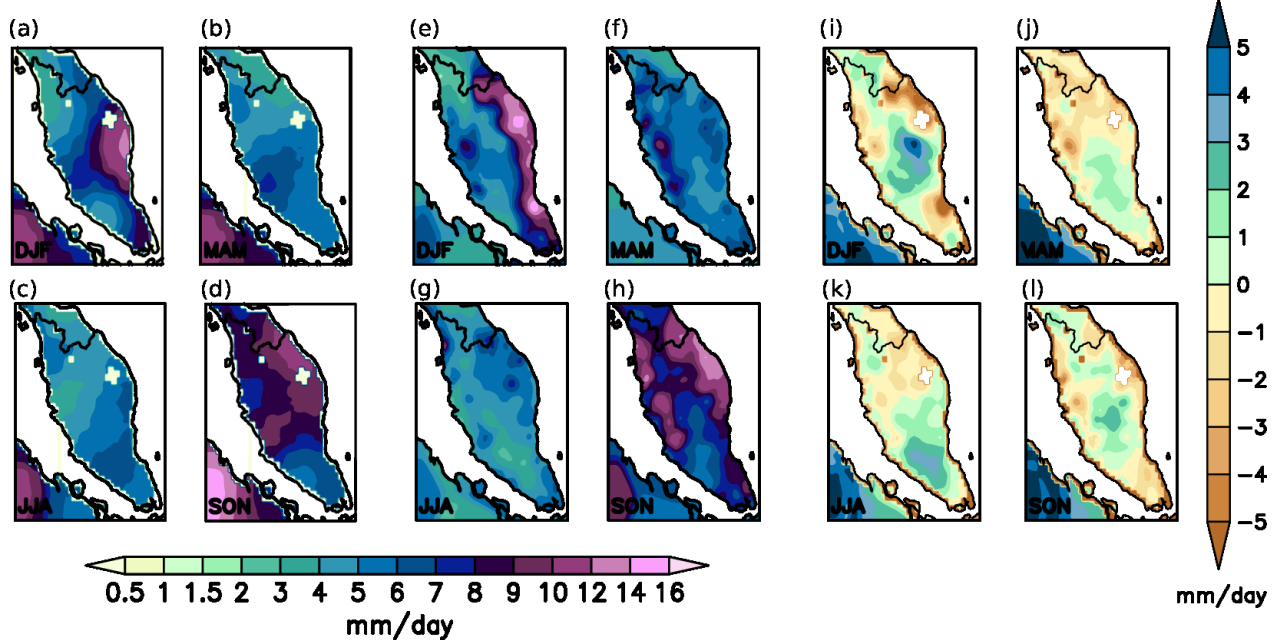 (a) (b) (e) (f) (i) (j)
DJF MAM DJF MAM DJF MAM
(c) (d) (g) (h) (k) (l)
JJA SON JJA SON JJA SON
0.5 1 1.5 2 3 4 5 6 7 8 9 10 12 14 16
mm/day
5
4
3
2
1
0
−1
−2
−3
−4
−5
mm/day